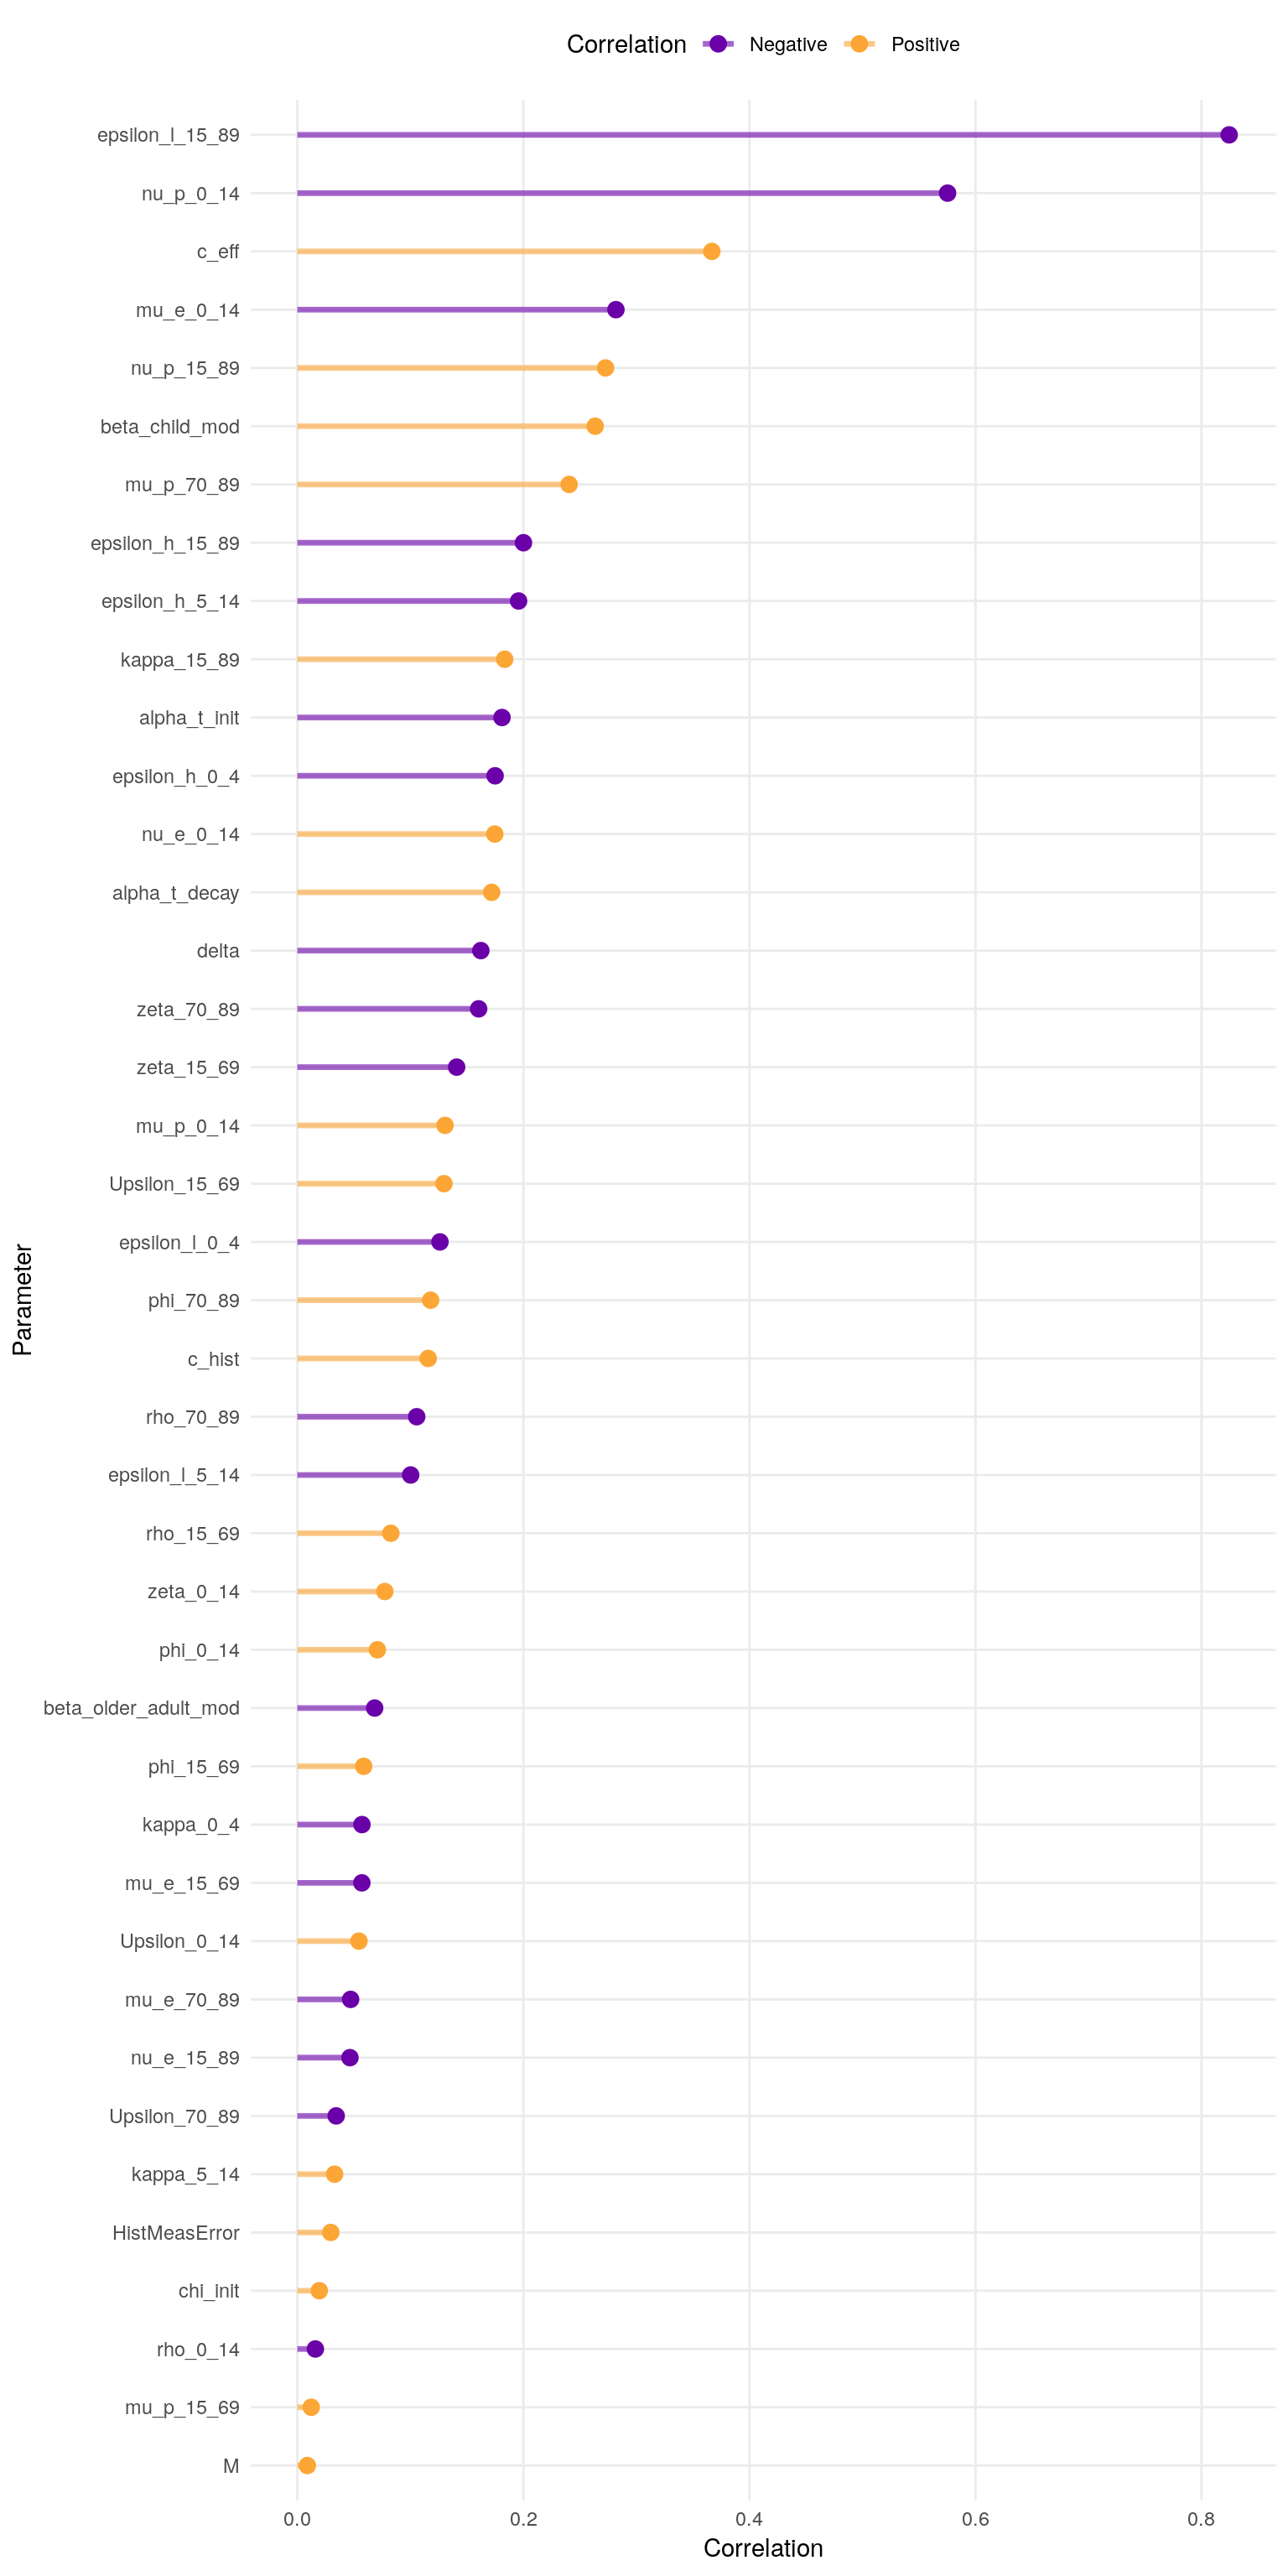 Correlation Negative Positive
epsilon_l_15_89
nu_p_0_14
c_eff
mu_e_0_14
nu_p_15_89
beta_child_mod
mu_p_70_89
epsilon_h_15_89
epsilon_h_5_14
kappa_15_89
alpha_t_init
epsilon_h_0_4
nu_e_0_14
alpha_t_decay
delta
zeta_70_89
zeta_15_69
mu_p_0_14
Upsilon_15_69
epsilon_l_0_4
phi_70_89
c_hist
rho_70_89
epsilon_l_5_14
rho_15_69
zeta_0_14
phi_0_14
beta_older_adult_mod
phi_15_69
kappa_0_4
mu_e_15_69
Upsilon_0_14
mu_e_70_89
nu_e_15_89
Upsilon_70_89
kappa_5_14
HistMeasError
chi_init
rho_0_14
mu_p_15_69
M
Parameter
0.0 0.2 0.4 0.6 0.8
Correlation